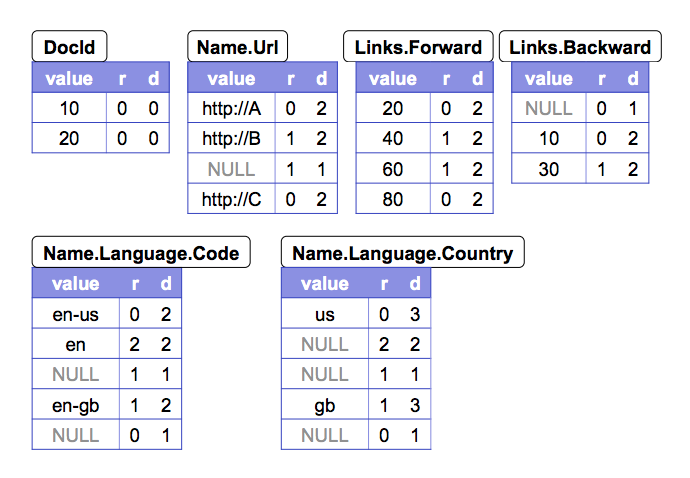 DocId
value r d
10 0 0
20 0 0
Name.Url
value r d
http://A 0 2
http://B 1 2
NULL 1 1
http://C 0 2
Links.Forward
value r d
20 0 2
40 1 2
60 1 2
80 0 2
Links.Backward
value r d
NULL 0 1
10 0 2
30 1 2
Name.Language.Code
value r d
en-us 0 2
en 2 2
NULL 1 1
en-gb 1 2
NULL 0 1
Name.Language.Country
value r d
us 0 3
NULL 2 2
NULL 1 1
gb 1 3
NULL 0 1